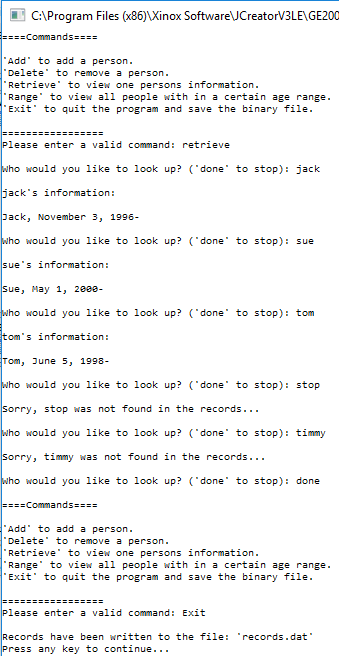 C:\Program Files (x86)\Xinox Software\JCreatorV3LE\GE200
====Commands====
'Add' to add a person.
'Delete' to remove a person.
'Retrieve' to view one persons information.
'Range' to view all people with in a certain age range.
'Exit' to quit the program and save the binary file.
=================
Please enter a valid command: retrieve
Who would you like to look up? ('done' to stop): jack
jack's information:
Jack, November 3, 1996-
Who would you like to look up? ('done' to stop): sue
sue's information:
Sue, May 1, 2000-
Who would you like to look up? ('done' to stop): tom
tom's information:
Tom, June 5, 1998-
Who would you like to look up? ('done' to stop): stop
Sorry, stop was not found in the records...
Who would you like to look up? ('done' to stop): timmy
Sorry, timmy was not found in the records...
Who would you like to look up? ('done' to stop): done
====Commands====
'Add' to add a person.
'Delete' to remove a person.
'Retrieve' to view one persons information.
'Range' to view all people with in a certain age range.
'Exit' to quit the program and save the binary file.
=================
Please enter a valid command: Exit
Records have been written to the file: 'records.dat'
Press any key to continue...